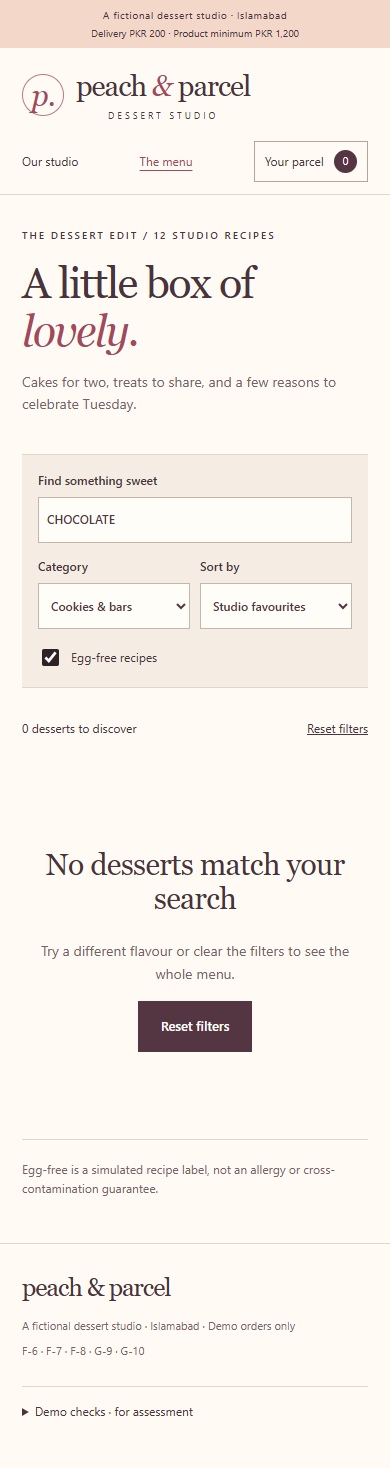 A fictional dessert studio · Islamabad
Delivery PKR 200 · Product minimum PKR 1,200
p.
peach & parcel
DESSERT STUDIO
Our studio
The menu
Your parcel
0
THE DESSERT EDIT / 12 STUDIO RECIPES
A little box of
lovely.
Cakes for two, treats to share, and a few reasons to
celebrate Tuesday.
Find something sweet
CHOCOLATE
Category
Sort by
Cookies & bars
Studio favourites
Egg-free recipes
0 desserts to discover
Reset filters
No desserts match your
search
Try a different flavour or clear the filters to see the
whole menu.
Reset filters
Egg-free is a simulated recipe label, not an allergy or cross-
contamination guarantee.
peach & parcel
A fictional dessert studio · Islamabad · Demo orders only
F-6 · F-7 · F-8 · G-9 · G-10
Demo checks · for assessment